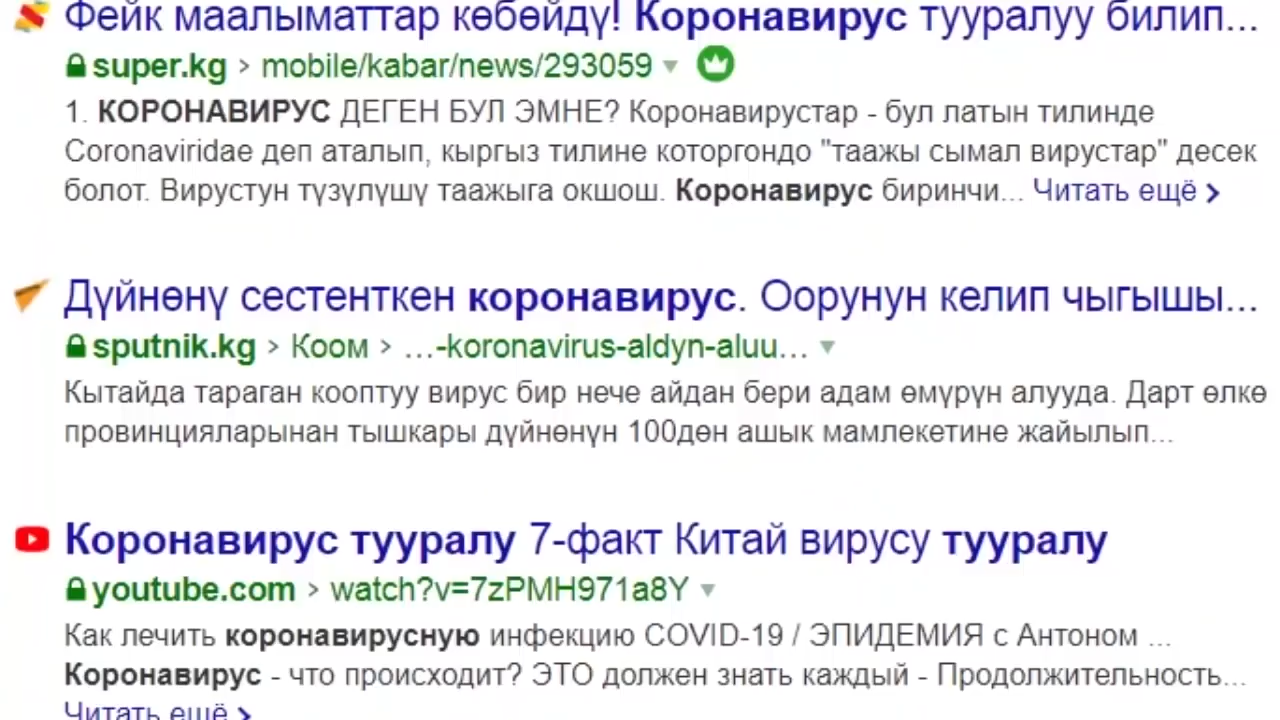 Фейк маалыматтар көбөйдү! Коронавирус тууралуу билип...
super.kg > mobile/kabar/news/293059
1. КОРОНАВИРУС ДЕГЕН БУЛ ЭМНЕ? Коронавирустар - бул латын тилинде
Coronaviridae деп аталып, кыргыз тилине которгондо "таажы сымал вирустар" десек
болот. Вирустун түзүлүшү таажыга окшош. Коронавирус биринчи... Читать ещё >
Дүйнөнү сестенткен коронавирус. Оорунун келип чыгышы...
sputnik.kg > Коом > ...-koronavirus-aldyn-aluu...
Кытайда тараган кооптуу вирус бир нече айдан бери адам өмүрүн алууда. Дарт өлкө
провинцияларынан тышкары дүйнөнүн 100дөн ашык мамлекетине жайылып...
Коронавирус тууралу 7-факт Китай вирусу тууралу
youtube.com > watch?v=7zPMH971a8Y
Как лечить коронавирусную инфекцию COVID-19 / ЭПИДЕМИЯ с Антоном ...
Коронавирус - что происходит? ЭТО должен знать каждый - Продолжительность...
Читать ещё >